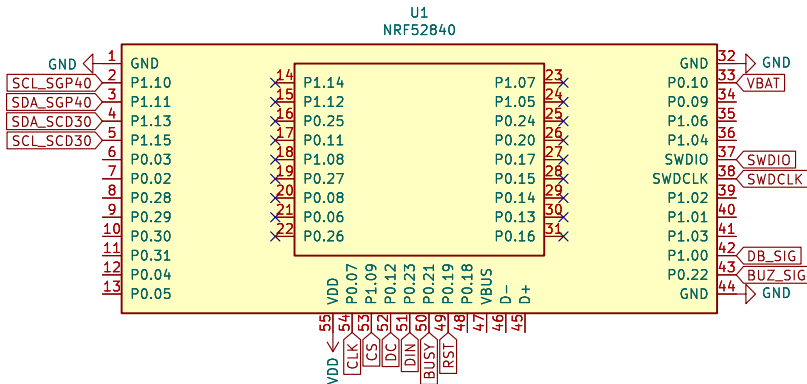 U1
NRF52840
GND 1 GND
SCL_SGP40 2 P1.10
SDA_SGP40 3 P1.11
SDA_SCD30 4 P1.13
SCL_SCD30 5 P1.15
6 P0.03
7 P0.02
8 P0.28
9 P0.29
10 P0.30
11 P0.31
12 P0.04
13 P0.05
14 P1.14
15 P1.12
16 P0.25
17 P0.11
18 P1.08
19 P0.27
20 P0.08
21 P0.06
22 P0.26
P1.07 23
P1.05 24
P0.24 25
P0.20 26
P0.17 27
P0.15 28
P0.14 29
P0.13 30
P0.16 31
GND 32 GND
P0.10 33 VBAT
P0.09 34
P1.06 35
P1.04 36
SWDIO 37 SWDIO
SWDCLK 38 SWDCLK
P1.02 39
P1.01 40
P1.03 41
P1.00 42 DB_SIG
P0.22 43 BUZ_SIG
GND 44 GND
VDD 55 VDD
P0.07 54 CLK
P1.09 53 CS
P0.12 52 DC
P0.23 51 DIN
P0.21 50 BUSY
P0.19 49 RST
P0.18 48
VBUS 47
D- 46
D+ 45